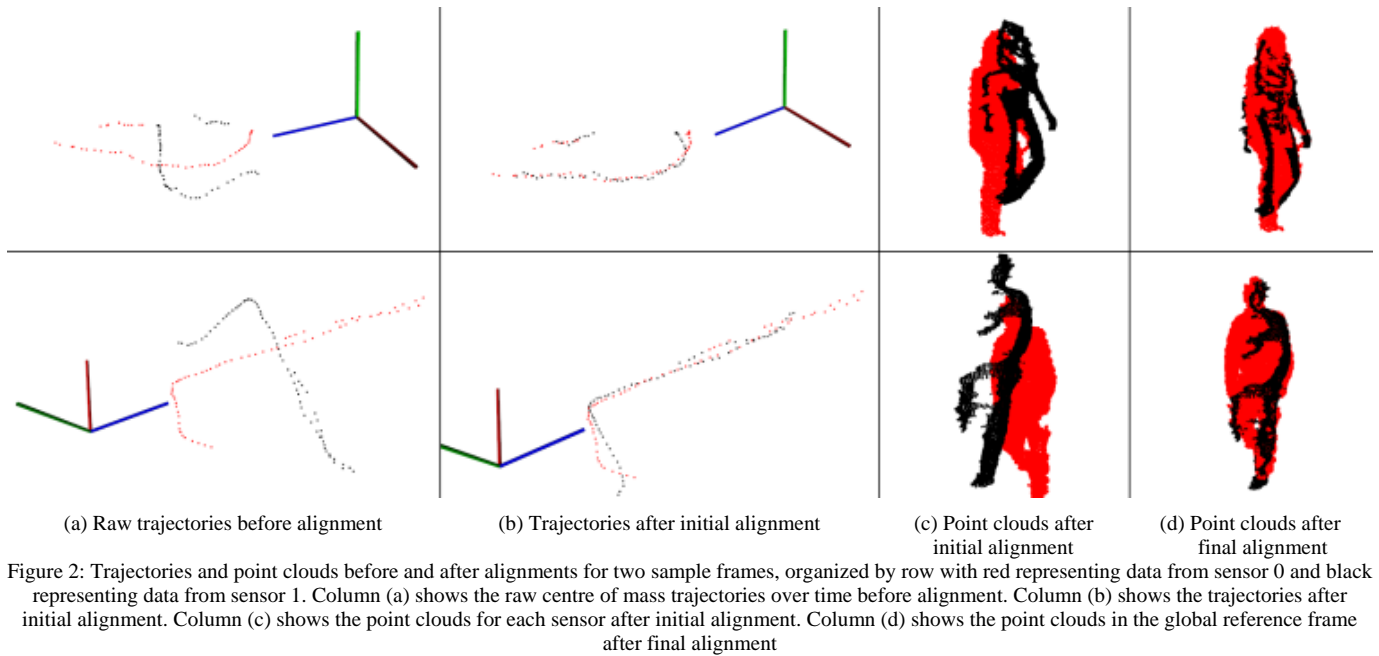 (a) Raw trajectories before alignment
(b) Trajectories after initial alignment
(c) Point clouds after
initial alignment
(d) Point clouds after
final alignment
Figure 2: Trajectories and point clouds before and after alignments for two sample frames, organized by row with red representing data from sensor 0 and black
representing data from sensor 1. Column (a) shows the raw centre of mass trajectories over time before alignment. Column (b) shows the trajectories after
initial alignment. Column (c) shows the point clouds for each sensor after initial alignment. Column (d) shows the point clouds in the global reference frame
after final alignment